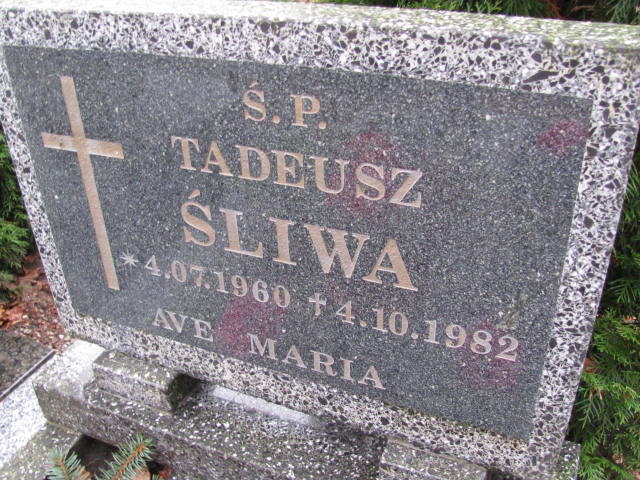 Ś.P.
TADEUSZ
ŚLIWA
*4.07.1960 †4.10.1982
AVE MARIA